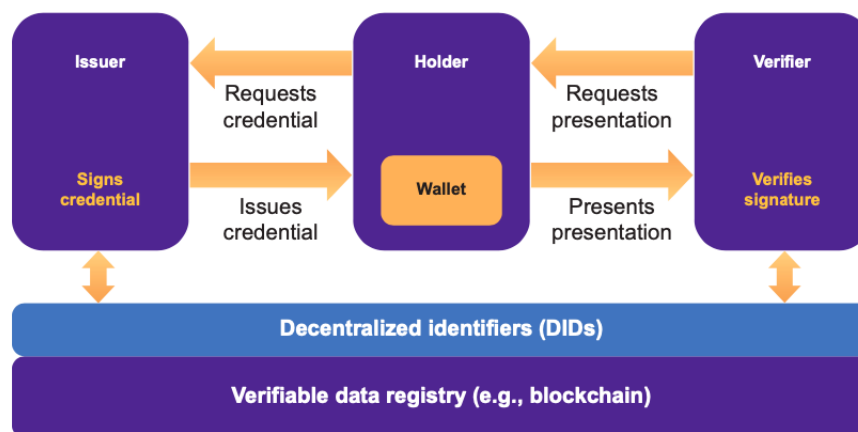 Issuer
Holder
Verifier
Requests
credential
Requests
presentation
Signs
credential
Wallet
Verifies
signature
Issues
credential
Presents
presentation
Decentralized identifiers (DIDs)
Verifiable data registry (e.g., blockchain)